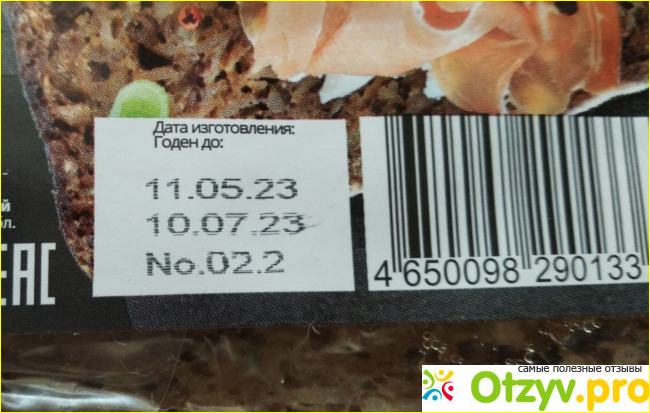 Дата изготовления:
Годен до:
11.05.23
10.07.23
No.02.2
й
л.
ЕАС
4 650098 290133
самые полезные отзывы
Otzyv.pro